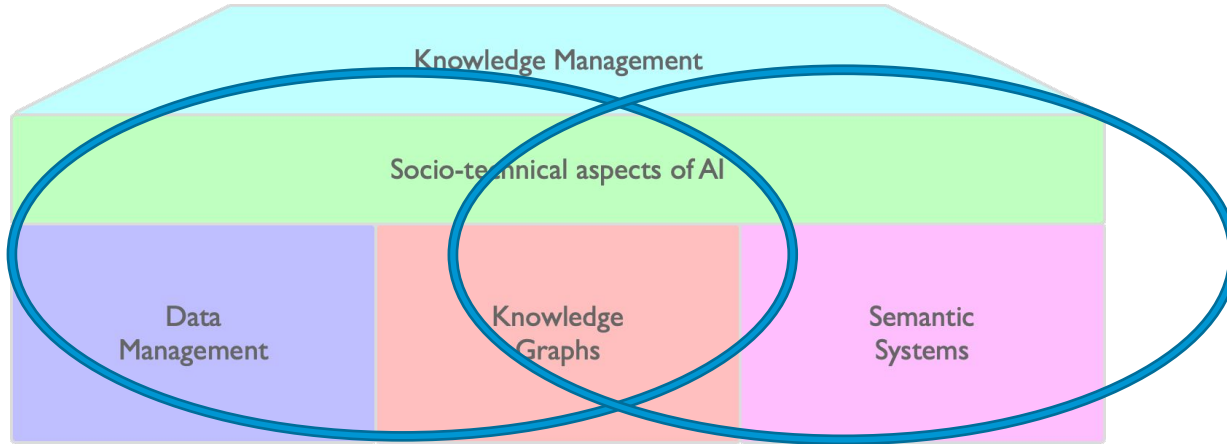 Knowledge Management
Socio-technical aspects of AI
Data
Management
Knowledge
Graphs
Semantic
Systems